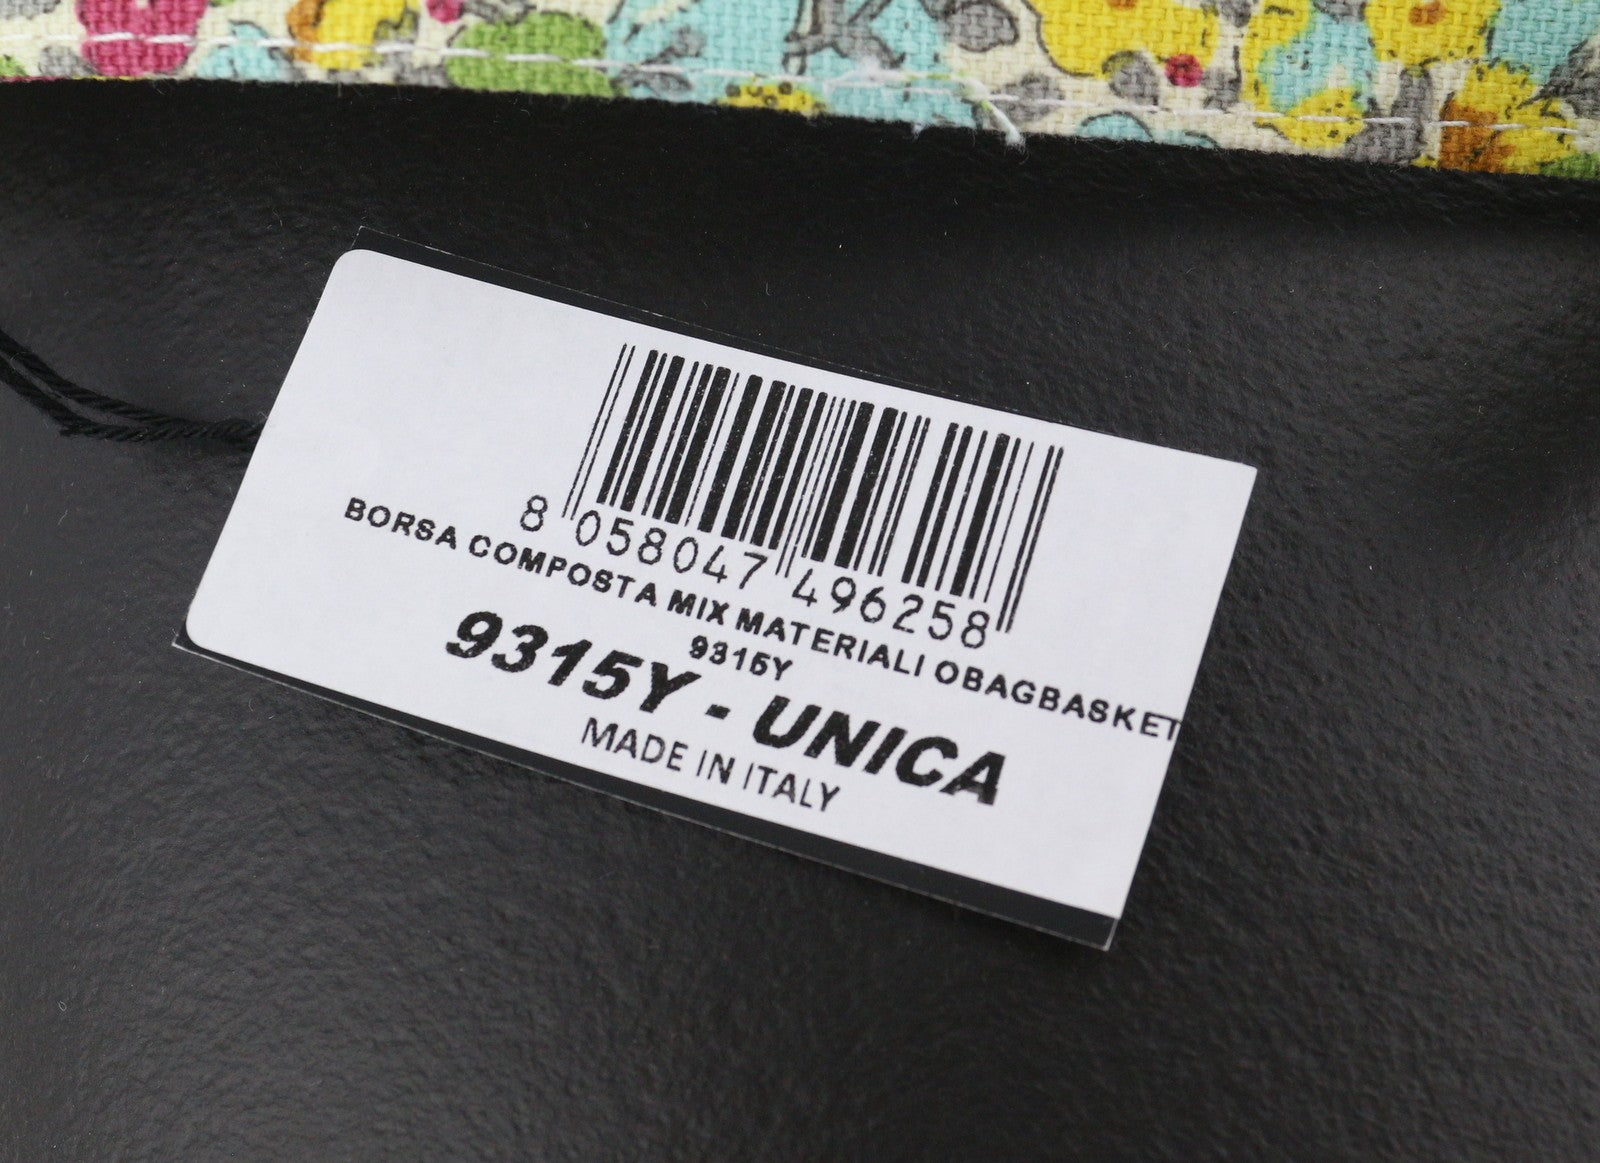 8 058047 496258
BORSA COMPOSTA MIX MATERIALI OBAGBASKET
9315Y
9315Y - UNICA
MADE IN ITALY